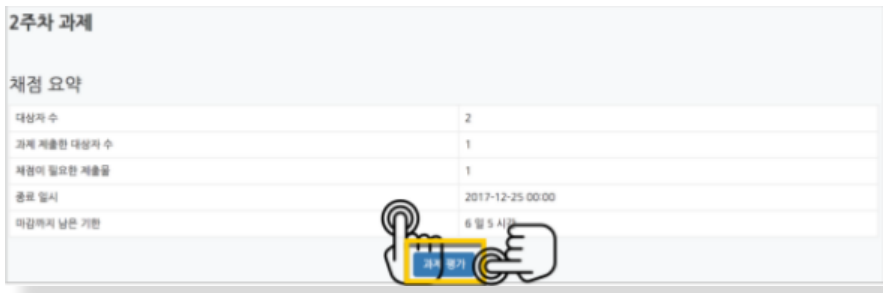 2주차 과제
채점 요약
대상자 수 2
과제 제출한 대상자 수 1
채점이 필요한 제출물 1
종료 일시 2017-12-25 00:00
마감까지 남은 기한 6 일 5 시간
과제 평가